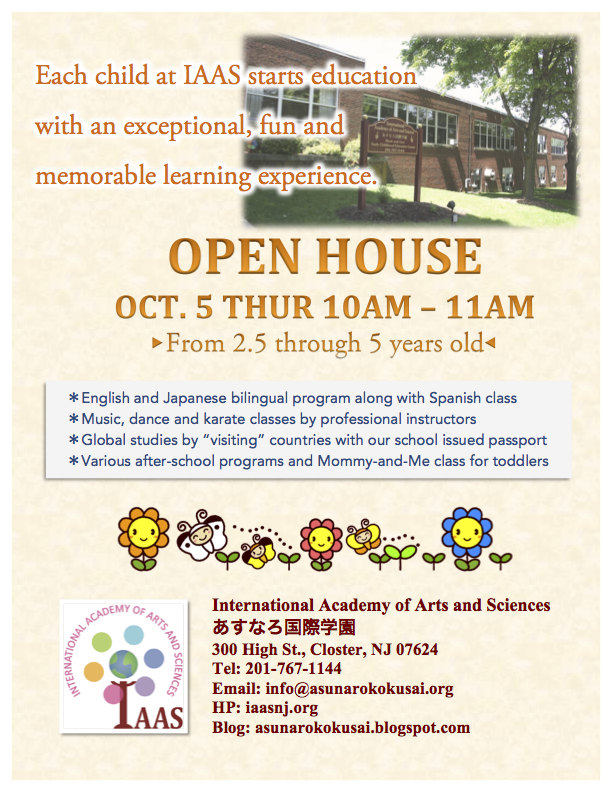 Each child at IAAS starts education
with an exceptional, fun and
memorable learning experience.
OPEN HOUSE
OCT. 5 THUR 10AM – 11AM
▸From 2.5 through 5 years old◂
*English and Japanese bilingual program along with Spanish class
*Music, dance and karate classes by professional instructors
*Global studies by “visiting” countries with our school issued passport
*Various after-school programs and Mommy-and-Me class for toddlers
INTERNATIONAL ACADEMY OF ARTS AND SCIENCES
IAAS
International Academy of Arts and Sciences
あすなろ国際学園
300 High St., Closter, NJ 07624
Tel: 201-767-1144
Email: info@asunarokokusai.org
HP: iaasnj.org
Blog: asunarokokusai.blogspot.com